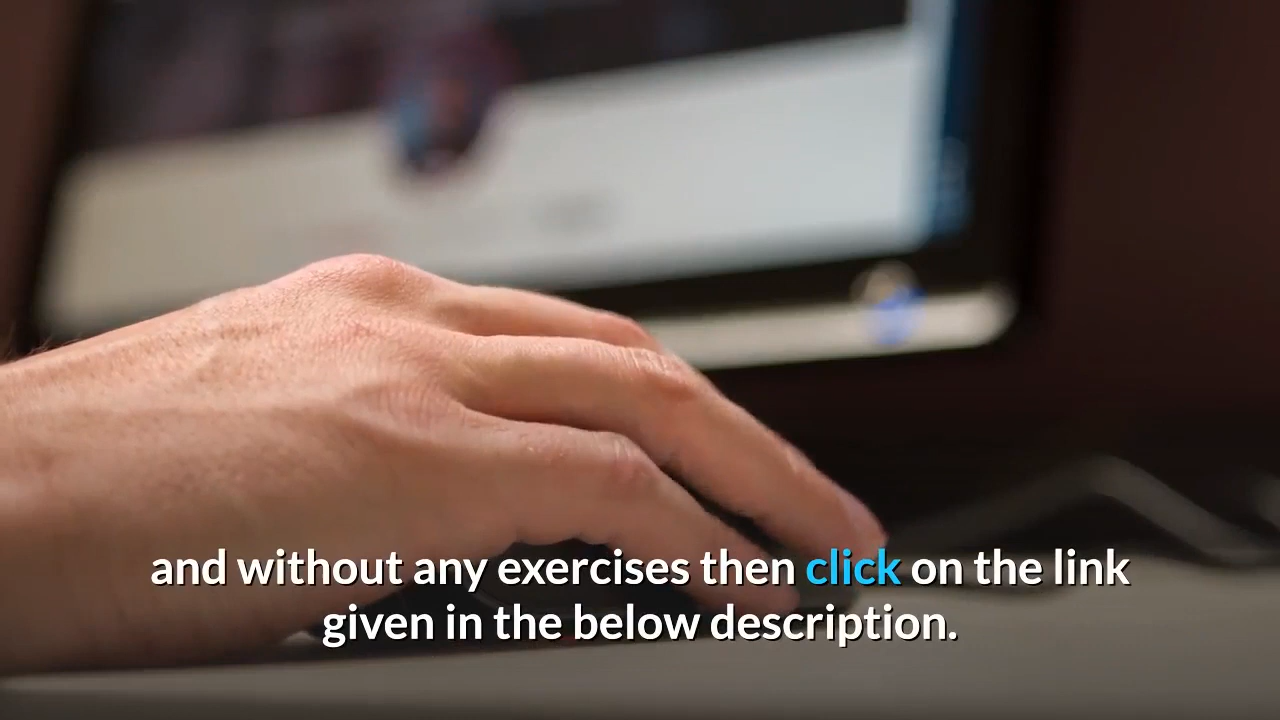 and without any exercises then click on the link
given in the below description.